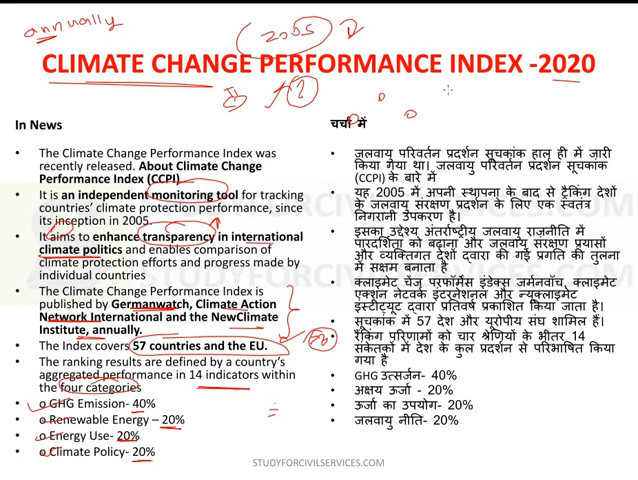 annually
2005
CLIMATE CHANGE PERFORMANCE INDEX -2020
In News
• The Climate Change Performance Index was
recently released. About Climate Change
Performance Index (CCPI)
• It is an independent monitoring tool for tracking
countries’ climate protection performance, since
its inception in 2005.
• It aims to enhance transparency in international
climate politics and enables comparison of
climate protection efforts and progress made by
individual countries
• The Climate Change Performance Index is
published by Germanwatch, Climate Action
Network International and the NewClimate
Institute, annually.
• The Index covers 57 countries and the EU.
• The ranking results are defined by a country’s
aggregated performance in 14 indicators within
the four categories
• o GHG Emission- 40%
• o Renewable Energy – 20%
• o Energy Use- 20%
• o Climate Policy- 20%
चर्चा में
• जलवायु परिवर्तन प्रदर्शन सूचकांक हाल ही में जारी
किया गया था। जलवायु परिवर्तन प्रदर्शन सूचकांक
(CCPI) के बारे में
• यह 2005 में अपनी स्थापना के बाद से ट्रैकिंग देशों
के जलवायु संरक्षण प्रदर्शन के लिए एक स्वतंत्र
निगरानी उपकरण है।
• इसका उद्देश्य अंतर्राष्ट्रीय जलवायु राजनीति में
पारदर्शिता को बढ़ाना और जलवायु संरक्षण प्रयासों
और व्यक्तिगत देशों द्वारा की गई प्रगति की तुलना
में सक्षम बनाता है
• क्लाइमेट चेंज परफॉर्मेंस इंडेक्स जर्मनवॉच, क्लाइमेट
एक्शन नेटवर्क इंटरनेशनल और न्यूक्लाइमेट
इंस्टीट्यूट द्वारा प्रतिवर्ष प्रकाशित किया जाता है।
• सूचकांक में 57 देश और यूरोपीय संघ शामिल हैं।
• रैंकिंग परिणामों को चार श्रेणियों के भीतर 14
संकेतकों में देश के कुल प्रदर्शन से परिभाषित किया
गया है
• GHG उत्सर्जन- 40%
• अक्षय ऊर्जा - 20%
• ऊर्जा का उपयोग- 20%
• जलवायु नीति- 20%
STUDYFORCIVILSERVICES.COM